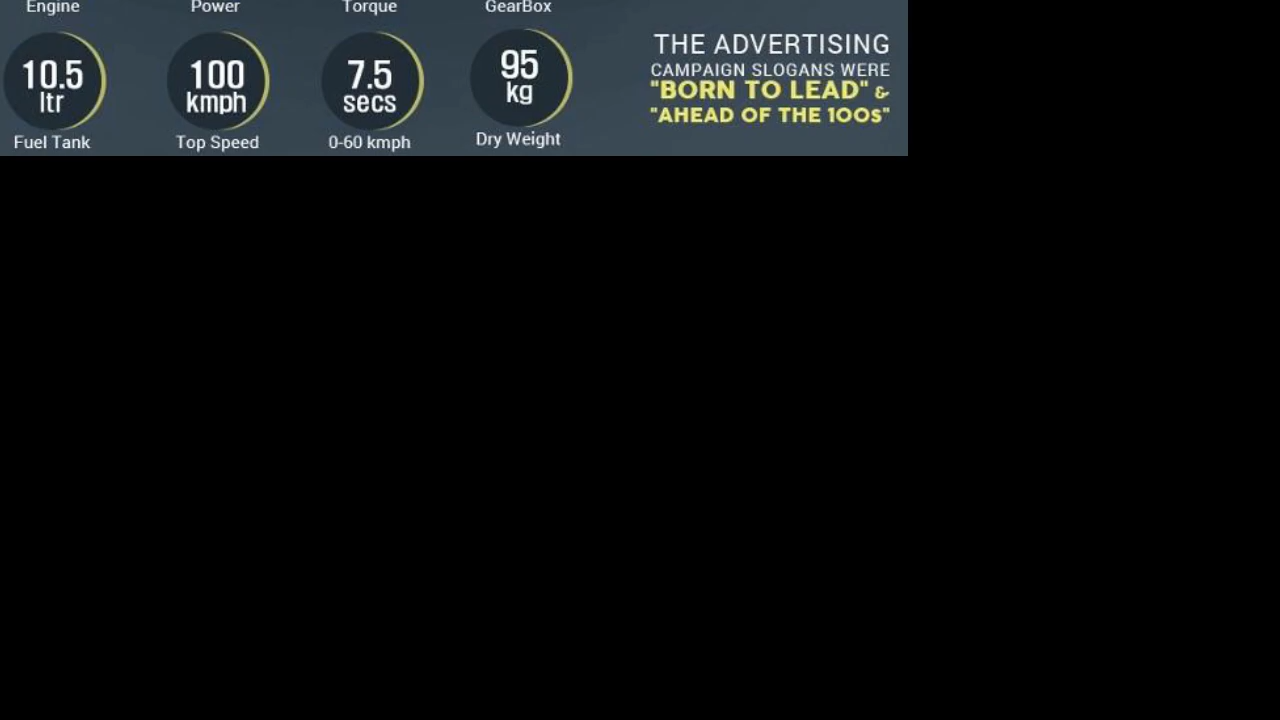 Engine Power Torque GearBox
10.5 100 7.5 95
ltr kmph secs kg
Fuel Tank Top Speed 0-60 kmph Dry Weight
THE ADVERTISING
CAMPAIGN SLOGANS WERE
"BORN TO LEAD" &
"AHEAD OF THE 100s"